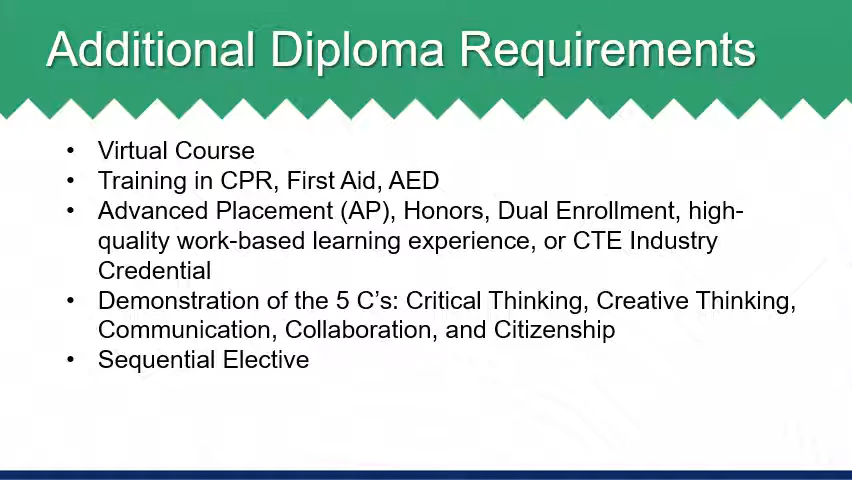 Additional Diploma Requirements
• Virtual Course
• Training in CPR, First Aid, AED
• Advanced Placement (AP), Honors, Dual Enrollment, high-
quality work-based learning experience, or CTE Industry
Credential
• Demonstration of the 5 C’s: Critical Thinking, Creative Thinking,
Communication, Collaboration, and Citizenship
• Sequential Elective